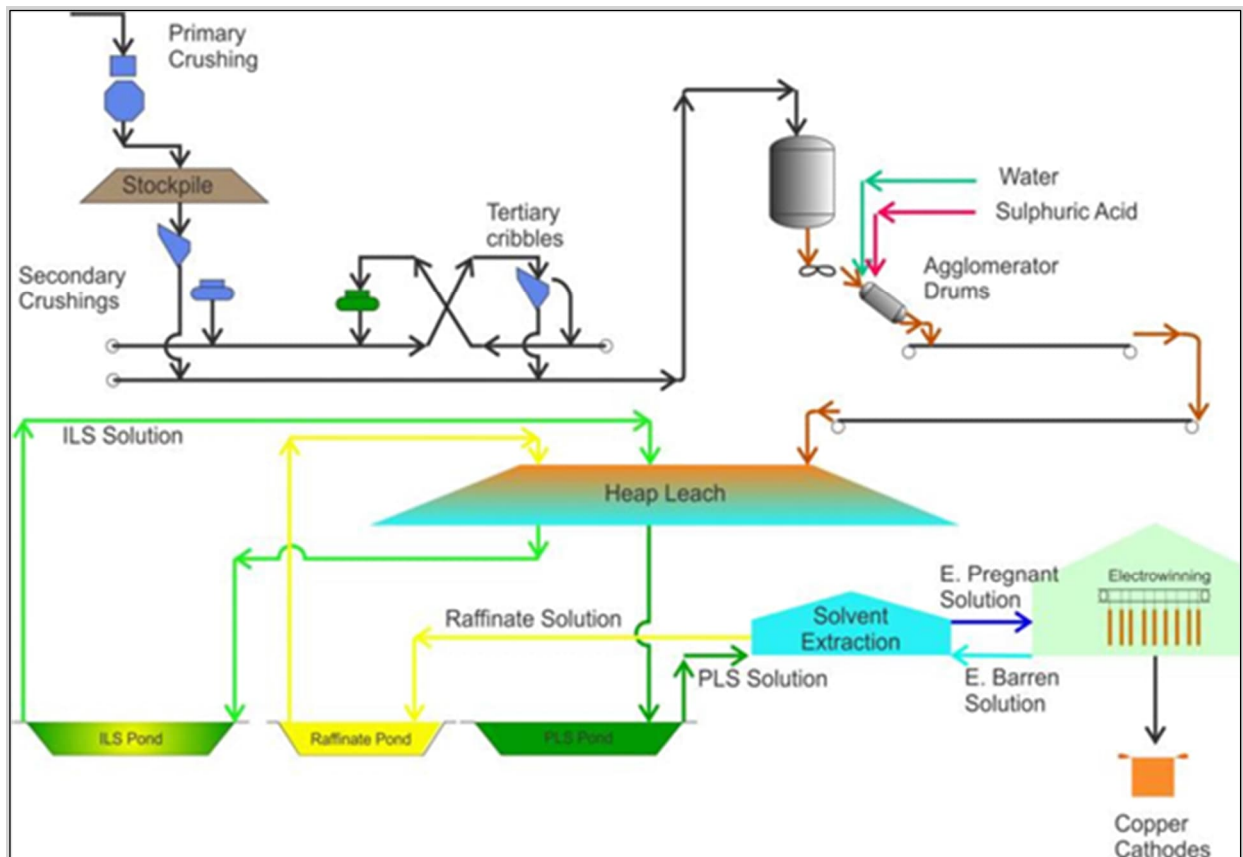 Primary
Crushing
Stockpile
Secondary
Crushings
Tertiary
cribbles
Water
Sulphuric Acid
Agglomerator
Drums
ILS Solution
Heap Leach
Raffinate Solution
Solvent
Extraction
E. Pregnant
Solution
Electrowinning
PLS Solution
E. Barren
Solution
ILS Pond
Raffinate Pond
PLS Pond
Copper
Cathodes